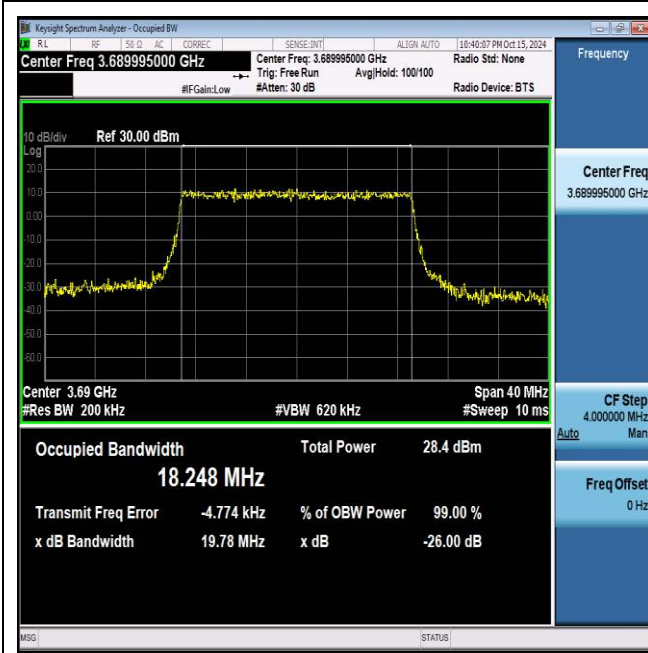 Keysight Spectrum Analyzer - Occupied BW
RL RF 50 Ω AC CORREC SENSE:INT ALIGN AUTO 10:40:07 PM Oct 15, 2024
Center Freq 3.689995000 GHz
Center Freq: 3.689995000 GHz
Radio Std: None
Trig: Free Run Avg|Hold: 100/100
#IFGain:Low
#Atten: 30 dB
Radio Device: BTS
10 dB/div Ref 30.00 dBm
Log
20.0
10.0
0.00
-10.0
-20.0
-30.0
-40.0
-50.0
-60.0
Center 3.69 GHz Span 40 MHz
#Res BW 200 kHz #VBW 620 kHz #Sweep 10 ms
Occupied Bandwidth Total Power 28.4 dBm
18.248 MHz
Transmit Freq Error -4.774 kHz % of OBW Power 99.00 %
x dB Bandwidth 19.78 MHz x dB -26.00 dB
Frequency
Center Freq
3.689995000 GHz
CF Step
4.000000 MHz
Auto Man
Freq Offset
0 Hz
MSG STATUS